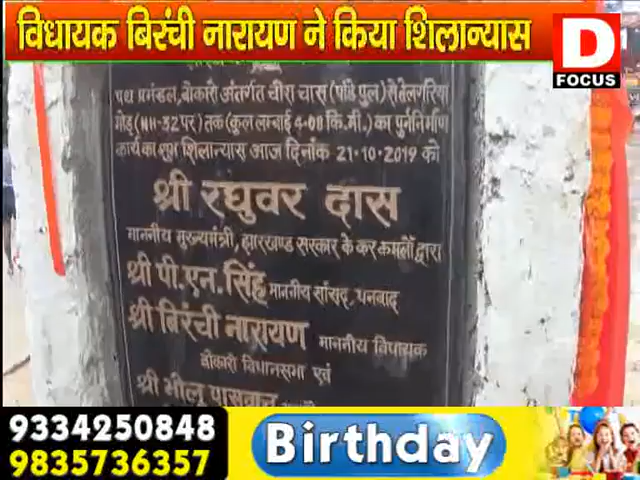 विधायक बिरंची नारायण ने किया शिलान्यास
D
FOCUS
पथ प्रमंडल, बोकारो अंतर्गत चीरा चास (पांडे पुल) से तेलगरिया
मोड़ (NH-32 पर) तक (कुल लम्बाई 4-00 कि.मी.) का पुर्ननिर्माण
कार्य का शुभ शिलान्यास आज दिनांक 21-10-2019 को
श्री रघुवर दास
माननीय मुख्यमंत्री, झारखण्ड सरकार के कर कमलों द्वारा
श्री पी.एन. सिंह माननीय सांसद, धनबाद
श्री बिरंची नारायण माननीय विधायक
बोकारो विधानसभा एवं
श्री भीलू पासवान
9334250848
9835736357
Birthday